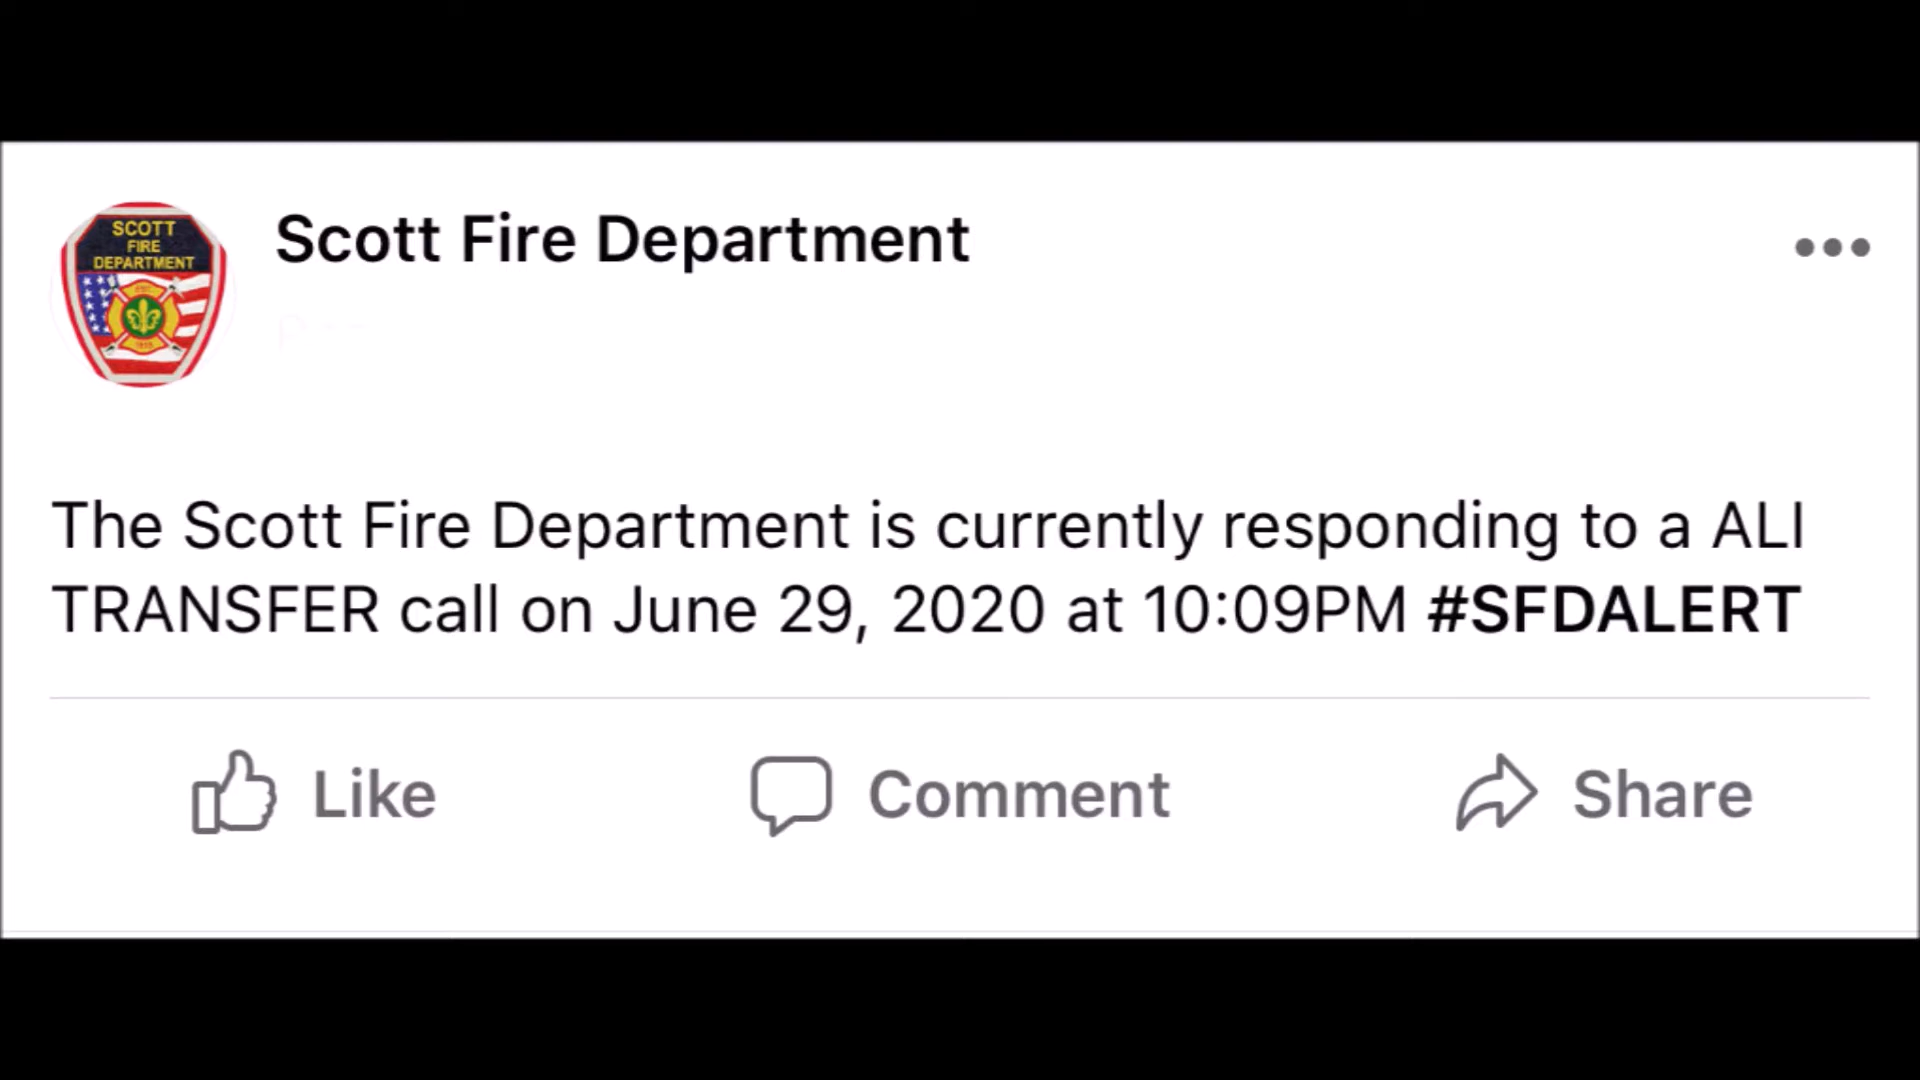 SCOTT
FIRE
DEPARTMENT
Scott Fire Department
The Scott Fire Department is currently responding to a ALI
TRANSFER call on June 29, 2020 at 10:09PM #SFDALERT
Like
Comment
Share